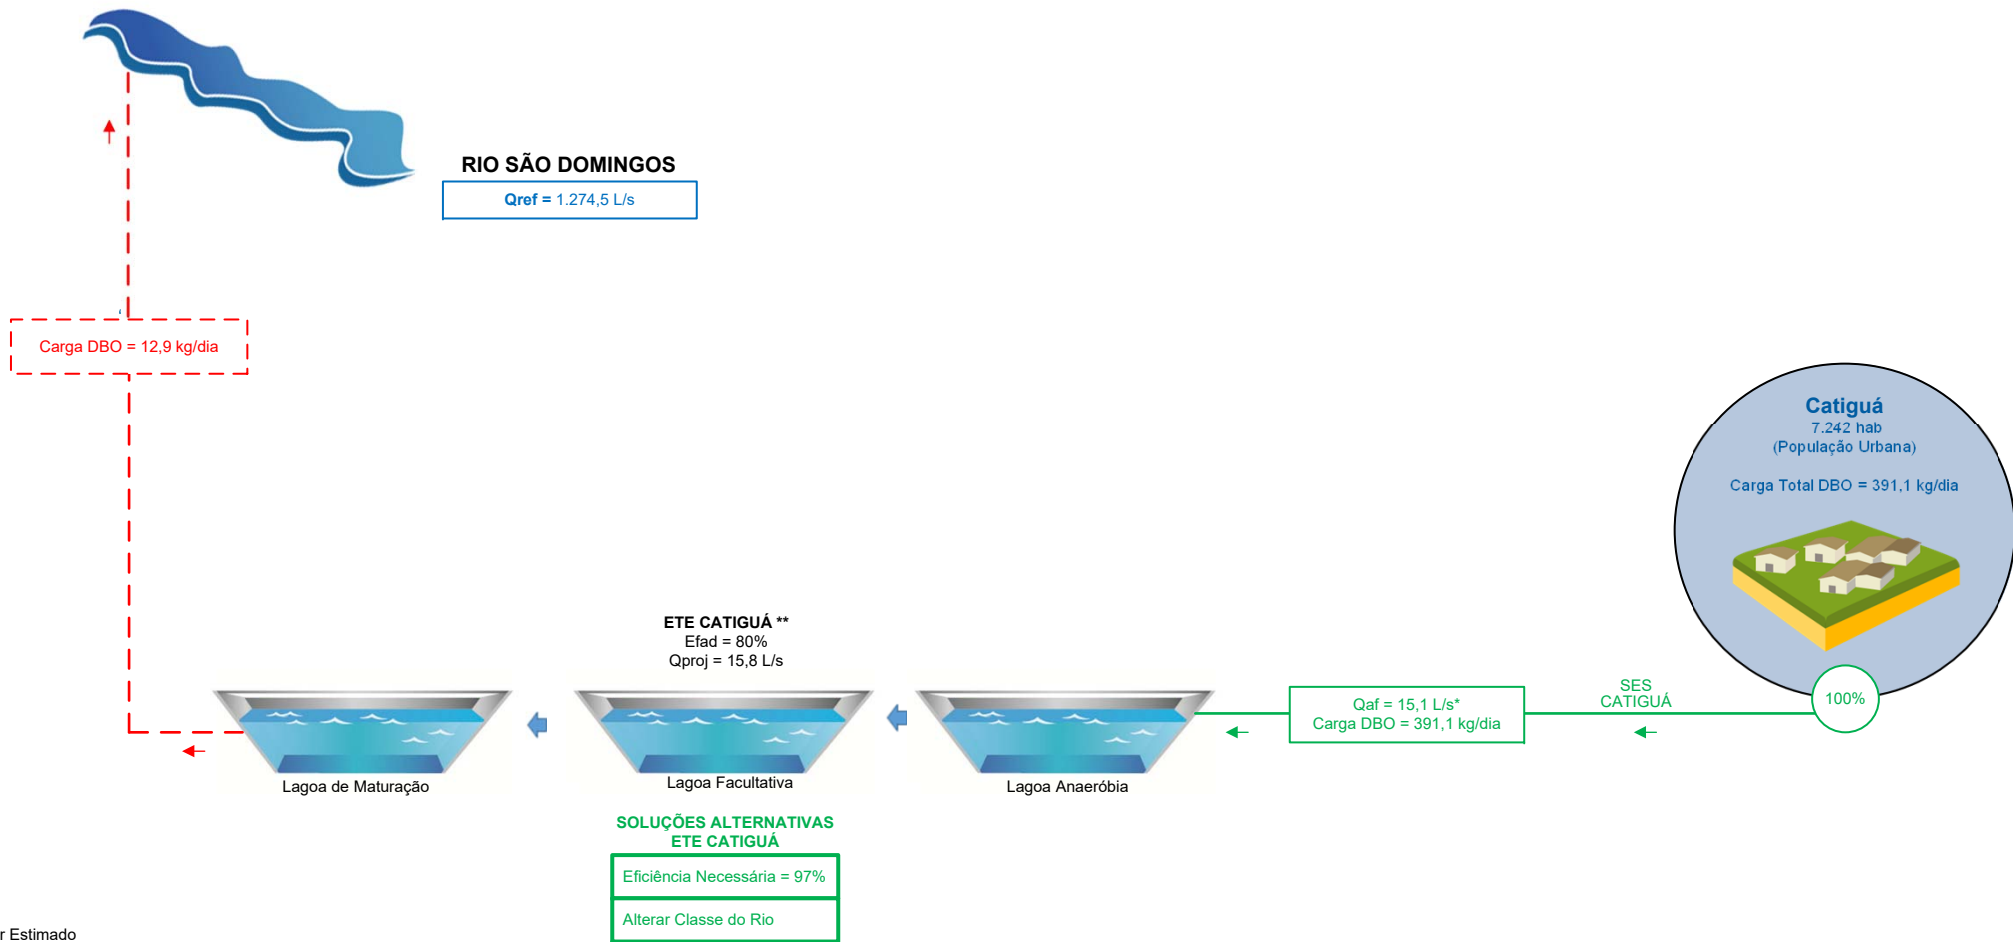 RIO SÃO DOMINGOS
Qref = 1.274,5 L/s
Carga DBO = 12,9 kg/dia
Catiguá
7.242 hab
(População Urbana)
Carga Total DBO = 391,1 kg/dia
100%
SES
CATIGUÁ
Qaf = 15,1 L/s*
Carga DBO = 391,1 kg/dia
ETE CATIGUÁ **
Efad = 80%
Qproj = 15,8 L/s
Lagoa de Maturação
Lagoa Facultativa
Lagoa Anaeróbia
SOLUÇÕES ALTERNATIVAS
ETE CATIGUÁ
Eficiência Necessária = 97%
Alterar Classe do Rio
r Estimado